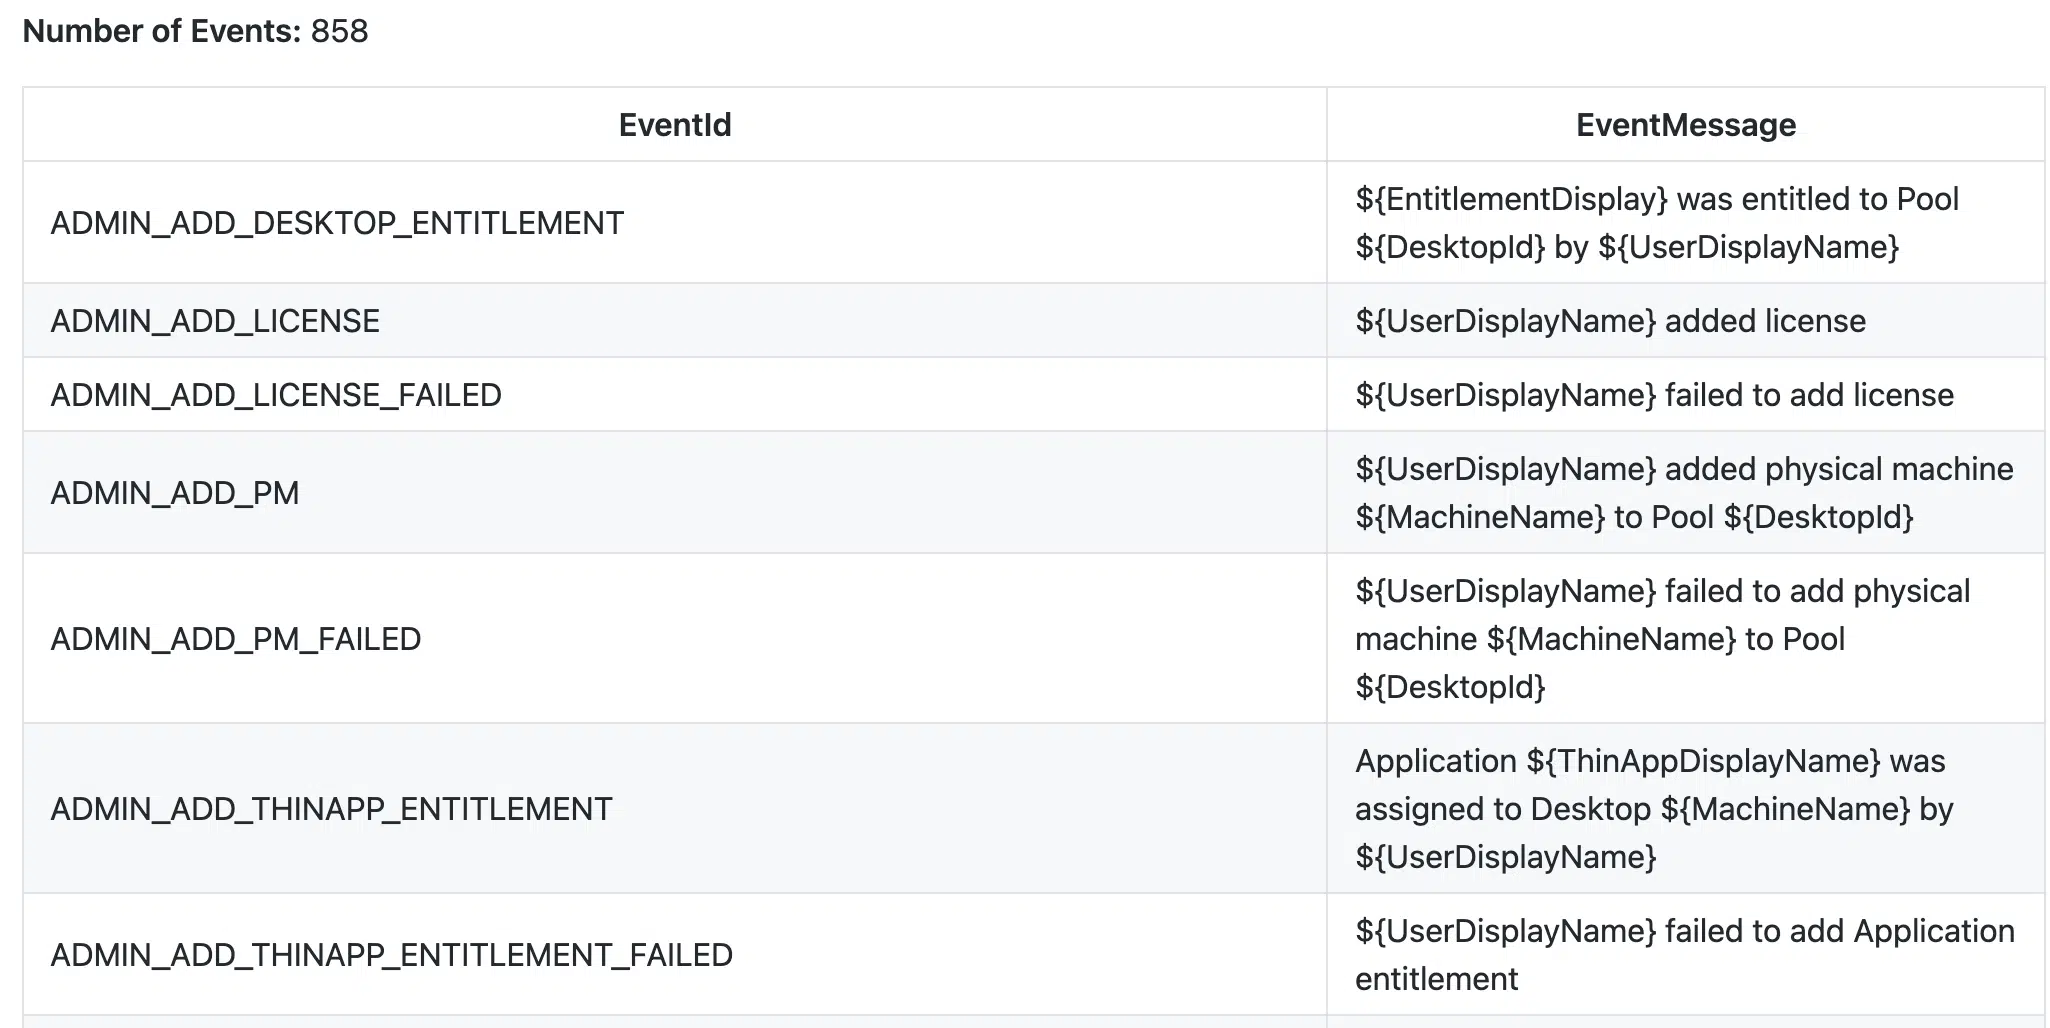 Number of Events: 858
EventId
EventMessage
ADMIN_ADD_DESKTOP_ENTITLEMENT
${EntitlementDisplay} was entitled to Pool
${DesktopId} by ${UserDisplayName}
ADMIN_ADD_LICENSE
${UserDisplayName} added license
ADMIN_ADD_LICENSE_FAILED
${UserDisplayName} failed to add license
ADMIN_ADD_PM
${UserDisplayName} added physical machine
${MachineName} to Pool ${DesktopId}
ADMIN_ADD_PM_FAILED
${UserDisplayName} failed to add physical
machine ${MachineName} to Pool
${DesktopId}
ADMIN_ADD_THINAPP_ENTITLEMENT
Application ${ThinAppDisplayName} was
assigned to Desktop ${MachineName} by
${UserDisplayName}
ADMIN_ADD_THINAPP_ENTITLEMENT_FAILED
${UserDisplayName} failed to add Application
entitlement